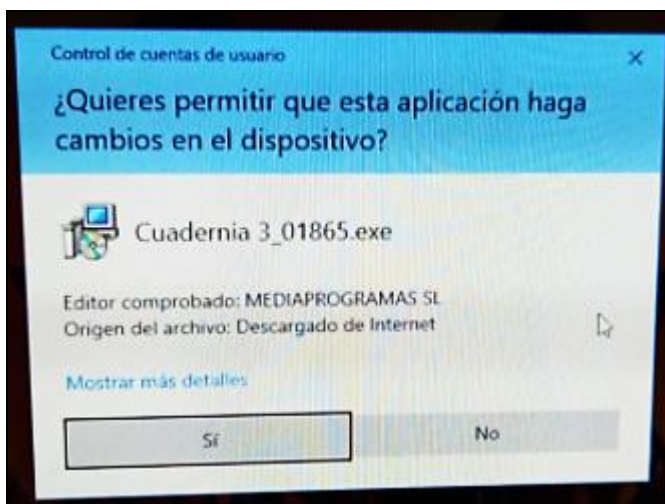 Control de cuentas de usuario
¿Quieres permitir que esta aplicación haga
cambios en el dispositivo?
Cuadernia 3_01865.exe
Editor comprobado: MEDIAPROGRAMAS SL
Origen del archivo: Descargado de Internet
Mostrar más detalles
Sí
No